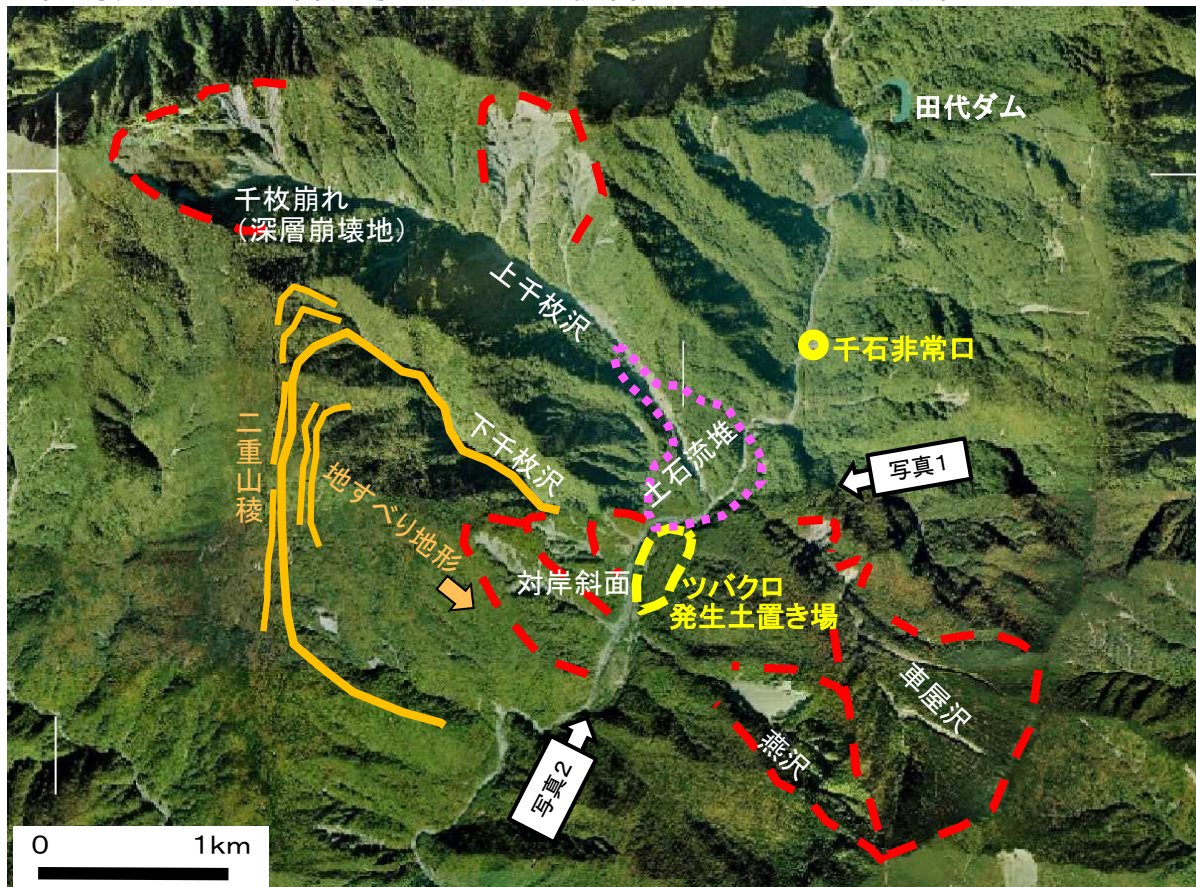 田代ダム
千枚崩れ
（深層崩壊地）
上千枚沢
千石非常口
二重山稜
下千枚沢
土石流堆
写真1
地すべり地形
対岸斜面
ツバクロ
発生土置き場
車屋沢
燕沢
写真2
0 1km